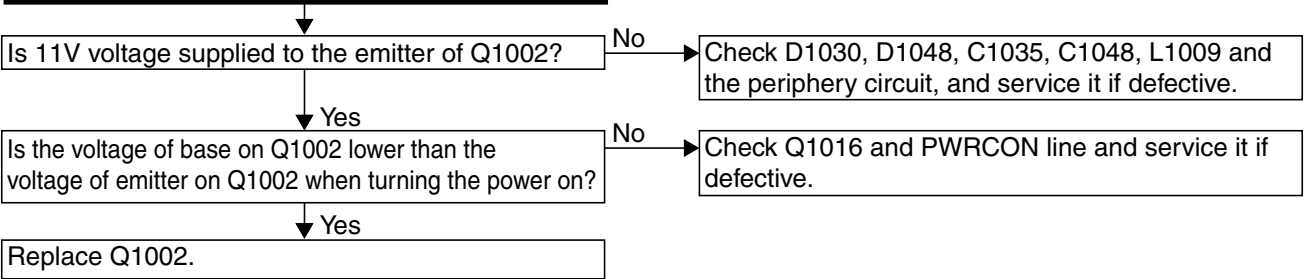 Is 11V voltage supplied to the emitter of Q1002?
No
Check D1030, D1048, C1035, C1048, L1009 and
the periphery circuit, and service it if defective.
Yes
Is the voltage of base on Q1002 lower than the
voltage of emitter on Q1002 when turning the power on?
No
Check Q1016 and PWRCON line and service it if
defective.
Yes
Replace Q1002.